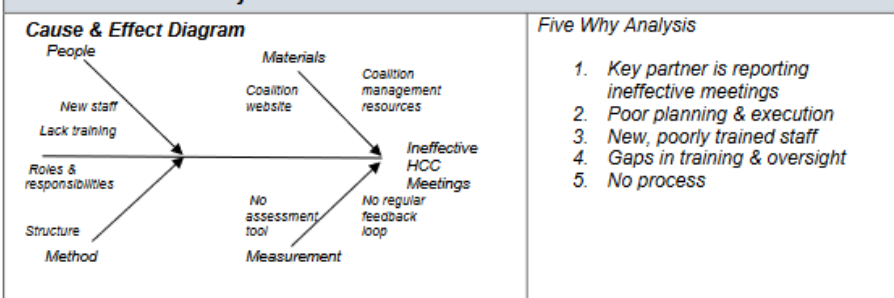 Cause & Effect Diagram
People
Materials
Coalition
website
Coalition
management
resources
New staff
Lack training
Ineffective
HCC
Meetings
Roles &
responsibilities
No
assessment
tool
No regular
feedback
loop
Structure
Method
Measurement
Five Why Analysis
1. Key partner is reporting
ineffective meetings
2. Poor planning & execution
3. New, poorly trained staff
4. Gaps in training & oversight
5. No process